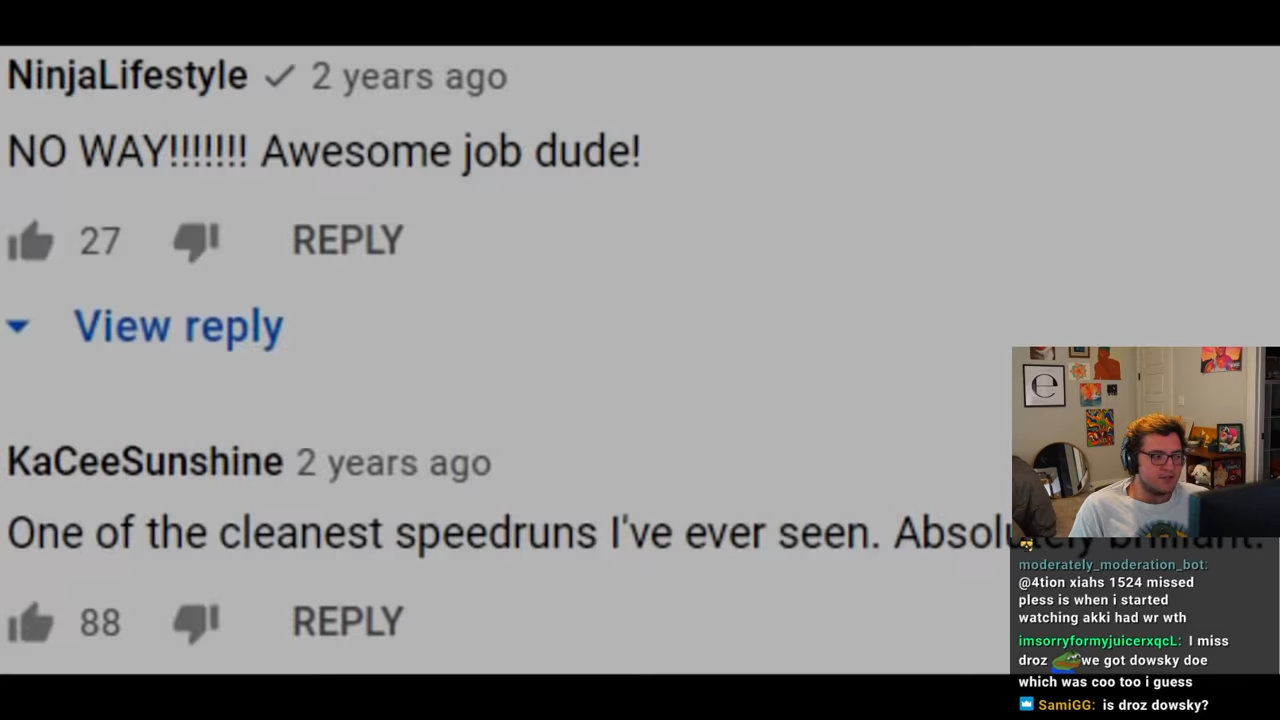 NinjaLifestyle ✓ 2 years ago
NO WAY!!!!!!! Awesome job dude!
27 REPLY
View reply
KaCeeSunshine 2 years ago
One of the cleanest speedruns I've ever seen. Absolutely brilliant.
88 REPLY
e
moderately_moderation_bot:
@4tion xiahs 1524 missed
pless is when i started
watching akki had wr wth
imsorryformyjuicerxqcL: I miss
droz we got dowsky doe
which was coo too i guess
SamiGG: is droz dowsky?